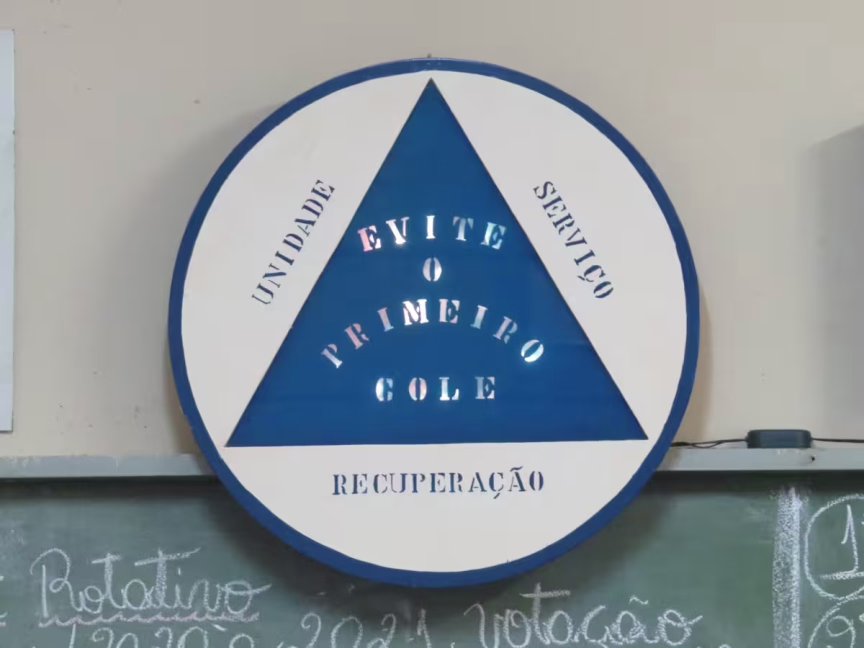 UNIDADE
SERVIÇO
EVITE
O
PRIMEIRO
GOLE
RECUPERAÇÃO
Rotativo
votação